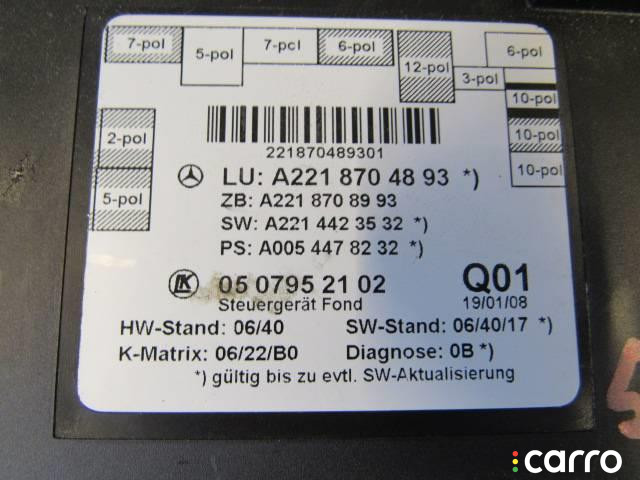 7-pol
5-pol
7-pol
6-pol
12-pol
3-pol
6-pol
10-pol
10-pol
10-pol
2-pol
5-pol
221870489301
LU: A221 870 48 93 *)
ZB: A221 870 89 93
SW: A221 442 35 32 *)
PS: A005 447 82 32 *)
LK 05 0795 21 02 Q01
Steuergerät Fond 19/01/08
HW-Stand: 06/40 SW-Stand: 06/40/17 *)
K-Matrix: 06/22/B0 Diagnose: 0B *)
*) gültig bis zu evtl. SW-Aktualisierung
5
carro